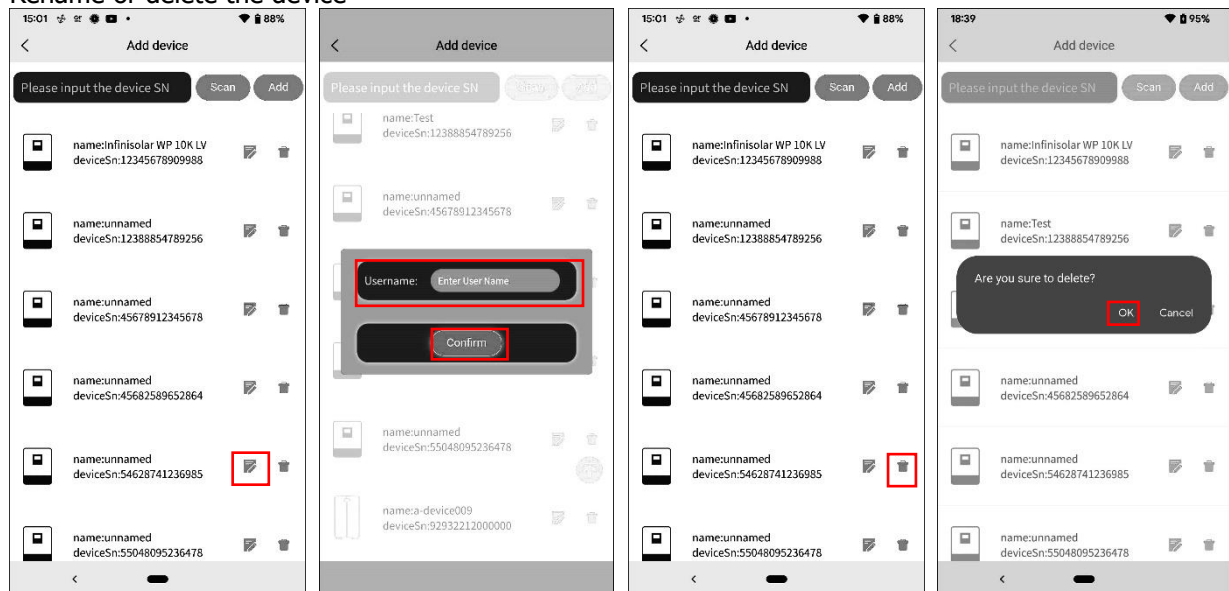 Rename or delete the device
15:01
88%
Add device
Please input the device SN
Scan
Add
name:Infinisolar WP 10K LV
deviceSn:12345678909988
name:unnamed
deviceSn:12388854789256
name:unnamed
deviceSn:45678912345678
name:unnamed
deviceSn:45682589652864
name:unnamed
deviceSn:54628741236985
name:unnamed
deviceSn:55048095236478
Add device
Please input the device SN
name:Test
deviceSn:12388854789256
name:unnamed
deviceSn:45678912345678
Username:
Enter User Name
Confirm
name:unnamed
deviceSn:55048095236478
name:a-device009
deviceSn:92932212000000
15:01
88%
Add device
Please input the device SN
Scan
Add
name:Infinisolar WP 10K LV
deviceSn:12345678909988
name:unnamed
deviceSn:12388854789256
name:unnamed
deviceSn:45678912345678
name:unnamed
deviceSn:45682589652864
name:unnamed
deviceSn:54628741236985
name:unnamed
deviceSn:55048095236478
18:39
95%
Add device
Please input the device SN
Scan
Add
name:Infinisolar WP 10K LV
deviceSn:12345678909988
name:Test
deviceSn:12388854789256
Are you sure to delete?
OK
Cancel
name:unnamed
deviceSn:45682589652864
name:unnamed
deviceSn:54628741236985
name:unnamed
deviceSn:55048095236478